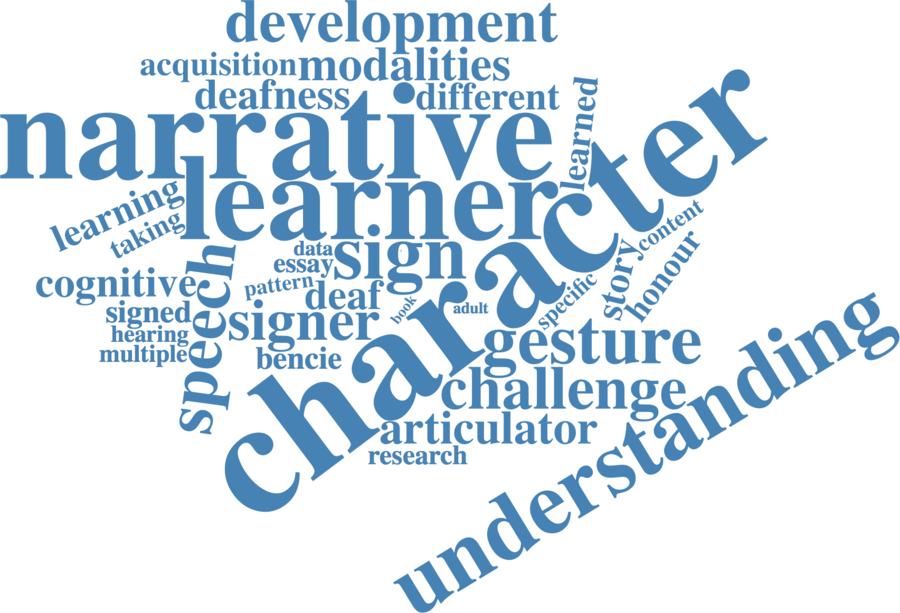 development
acquisition modalities
deafness different
learned
narrative
learner
character
learning
taking
speech
data
essay sign
content
story
honour
cognitive
pattern
deaf
book
adult
specific
signed
signer
hearing
gesture
multiple
bencie
challenge
articulator
research
understanding